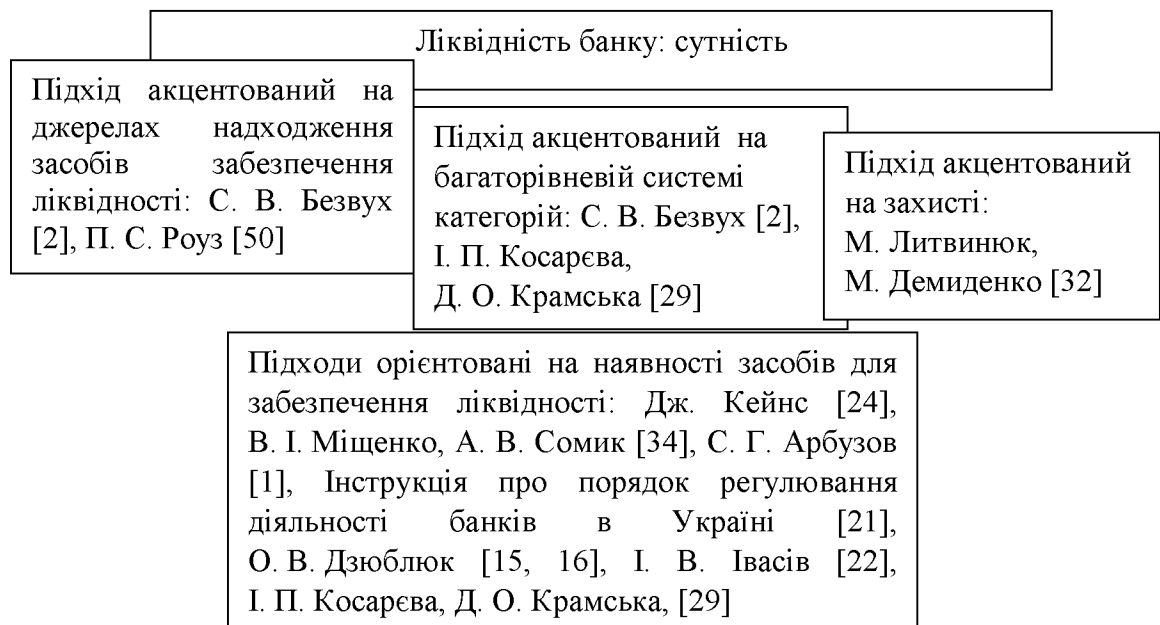 Ліквідність банку: сутність
Підхід акцентований на
джерелах надходження
засобів забезпечення
ліквідності: С. В. Безвух
[2], П. С. Роуз [50]
Підхід акцентований на
багаторівневій системі
категорій: С. В. Безвух [2],
І. П. Косарєва,
Д. О. Крамська [29]
Підхід акцентований
на захисті:
М. Литвинюк,
М. Демиденко [32]
Підходи орієнтовані на наявності засобів для
забезпечення ліквідності: Дж. Кейнс [24],
В. І. Міщенко, А. В. Сомик [34], С. Г. Арбузов
[1], Інструкція про порядок регулювання
діяльності банків в Україні [21],
О. В. Дзюблюк [15, 16], І. В. Івасів [22],
І. П. Косарєва, Д. О. Крамська, [29]